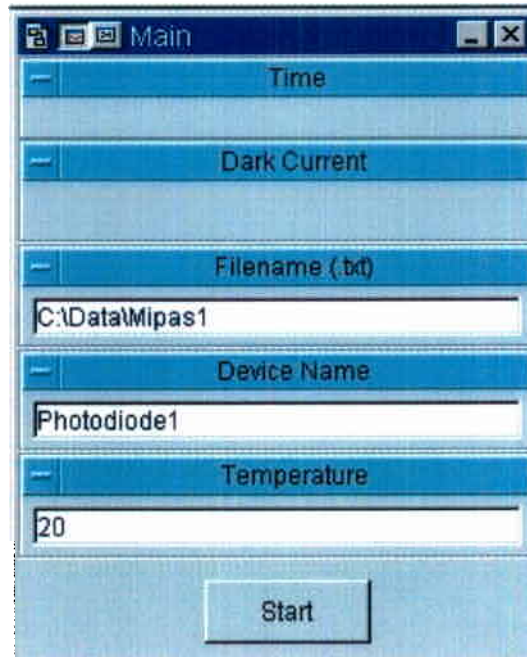 Main
Time
Dark Current
Filename (.txt)
C:\Data\Mipas1
Device Name
Photodiode1
Temperature
20
Start